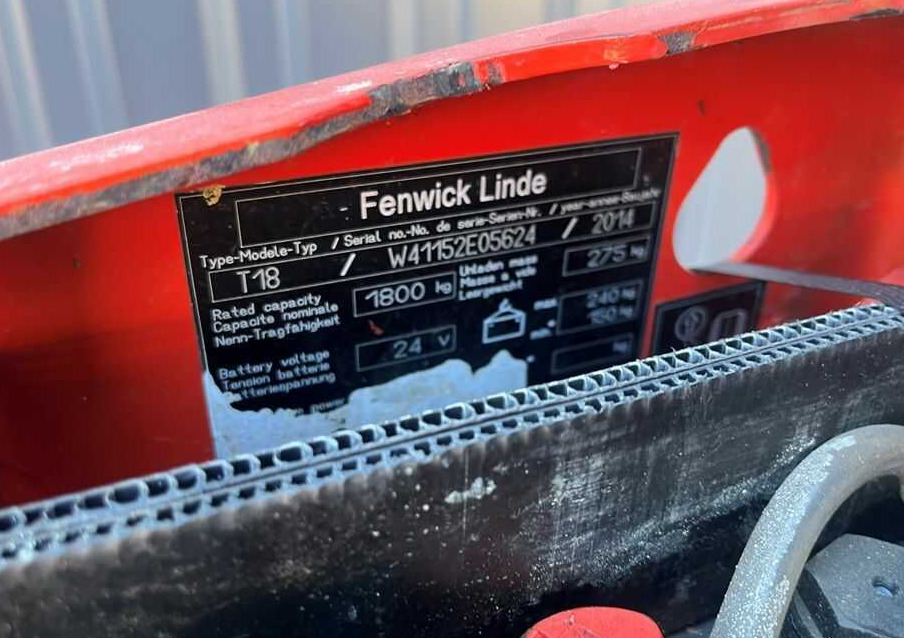 Fenwick Linde
Type-Modele-Typ / Serial no.-No. de serie-Serien-Nr. / year-annee-Baujahr
T18 / W41152E05624 / 2014
Rated capacity
Capacite nominale
Nenn-Tragfahigkeit
1800 kg
Unladen mass
Masse a vide
Leergewicht
275 kg
Battery voltage
Tension batterie
Batteriespannung
24 V
max. 240 kg
min. 150 kg
kg
power